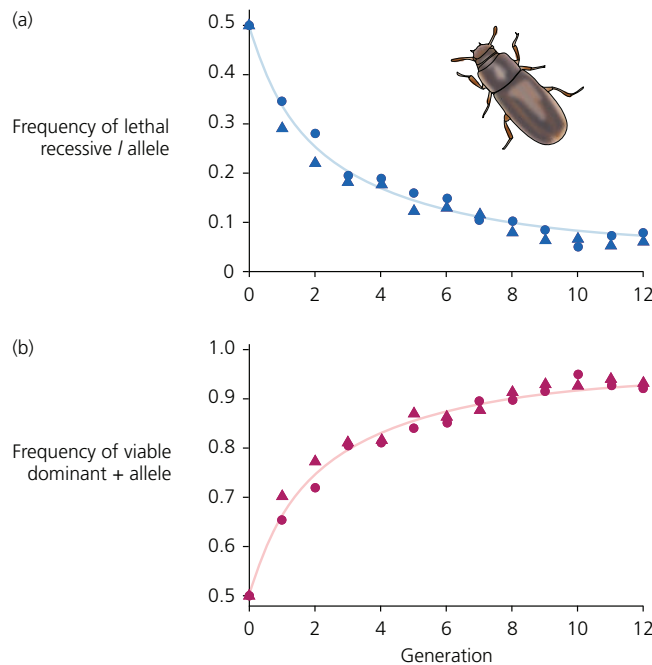 (a)
Frequency of lethal
recessive l allele
0.5
0.4
0.3
0.2
0.1
0
0 2 4 6 8 10 12
(b)
Frequency of viable
dominant + allele
1.0
0.9
0.8
0.7
0.6
0.5
0 2 4 6 8 10 12
Generation